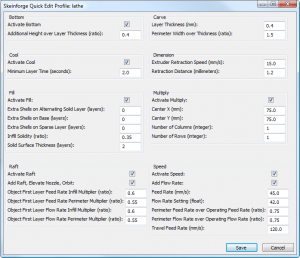 Skeinforge Quick Edit Profile: lathe
Bottom
Activate Bottom
Additional Height over Layer Thickness (ratio): 0.4
Carve
Layer Thickness (mm): 0.4
Perimeter Width over Thickness (ratio): 1.5
Cool
Activate Cool
Minimum Layer Time (seconds): 2.0
Dimension
Extruder Retraction Speed (mm/s): 15.0
Retraction Distance (millimeters): 1.2
Fill
Activate Fill:
Extra Shells on Alternating Solid Layer (layers): 0
Extra Shells on Base (layers): 0
Extra Shells on Sparse Layer (layers): 0
Infill Solidity (ratio): 0.35
Solid Surface Thickness (layers): 2
Multiply
Activate Multiply:
Center X (mm): 75.0
Center Y (mm): 75.0
Number of Columns (integer): 1
Number of Rows (integer): 1
Raft
Activate Raft
Add Raft, Elevate Nozzle, Orbit:
Object First Layer Feed Rate Infill Multiplier (ratio): 0.6
Object First Layer Feed Rate Perimeter Multiplier (ratio): 0.55
Object First Layer Flow Rate Infill Multiplier (ratio): 0.6
Object First Layer Flow Rate Perimeter Multiplier (ratio): 0.55
Speed
Activate Speed:
Add Flow Rate:
Feed Rate (mm/s): 45.0
Flow Rate Setting (float): 42.0
Perimeter Feed Rate over Operating Feed Rate (ratio): 0.75
Perimeter Flow Rate over Operating Flow Rate (ratio): 0.75
Travel Feed Rate (mm/s): 120.0
Save
Cancel